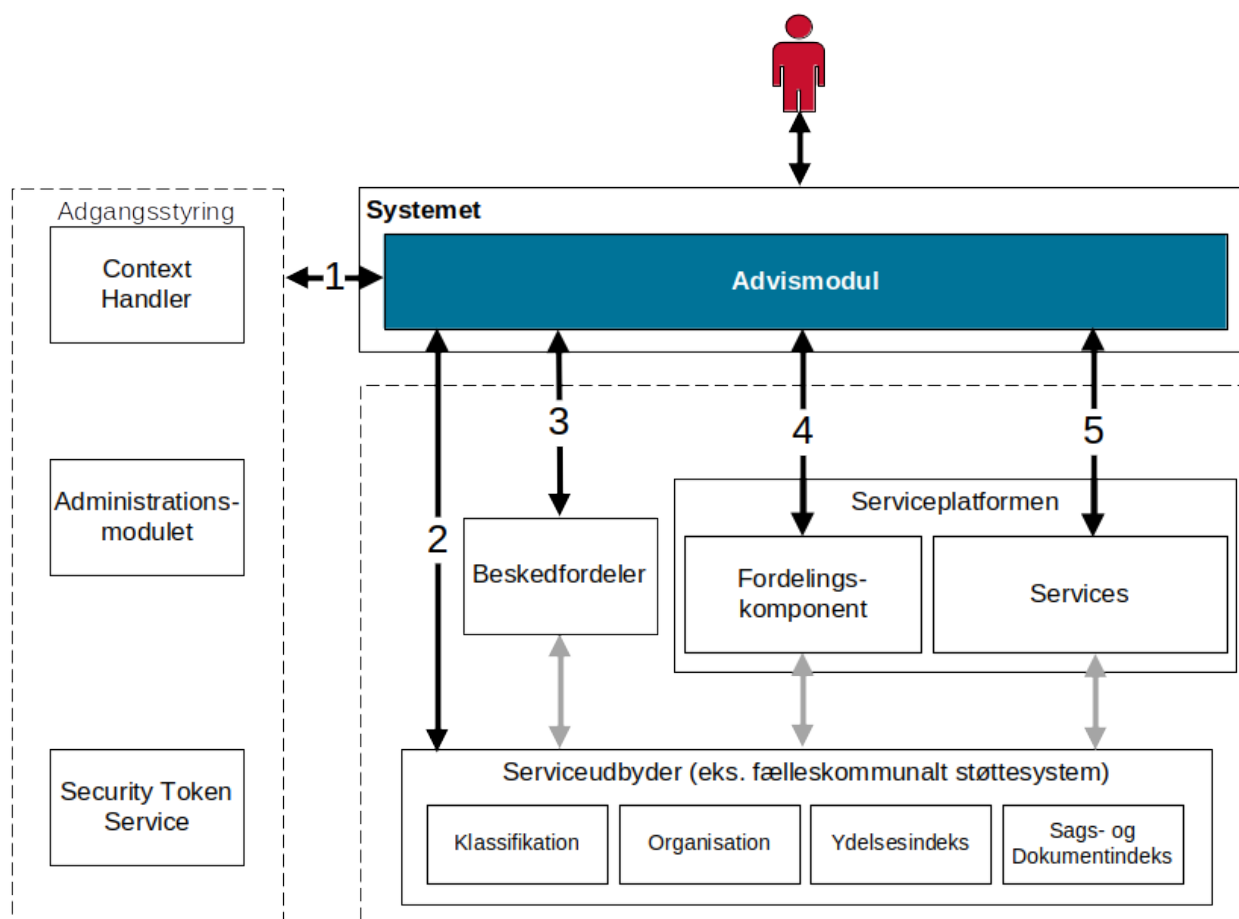 Adgangsstyring
Context
Handler
Administrations-
modulet
Security Token
Service
Systemet
Advismodul
1
2
3
4
5
Beskedfordeler
Serviceplatformen
Fordelings-
komponent
Services
Serviceudbyder (eks. fælleskommunalt støttesystem)
Klassifikation
Organisation
Ydelsesindeks
Sags- og
Dokumentindeks